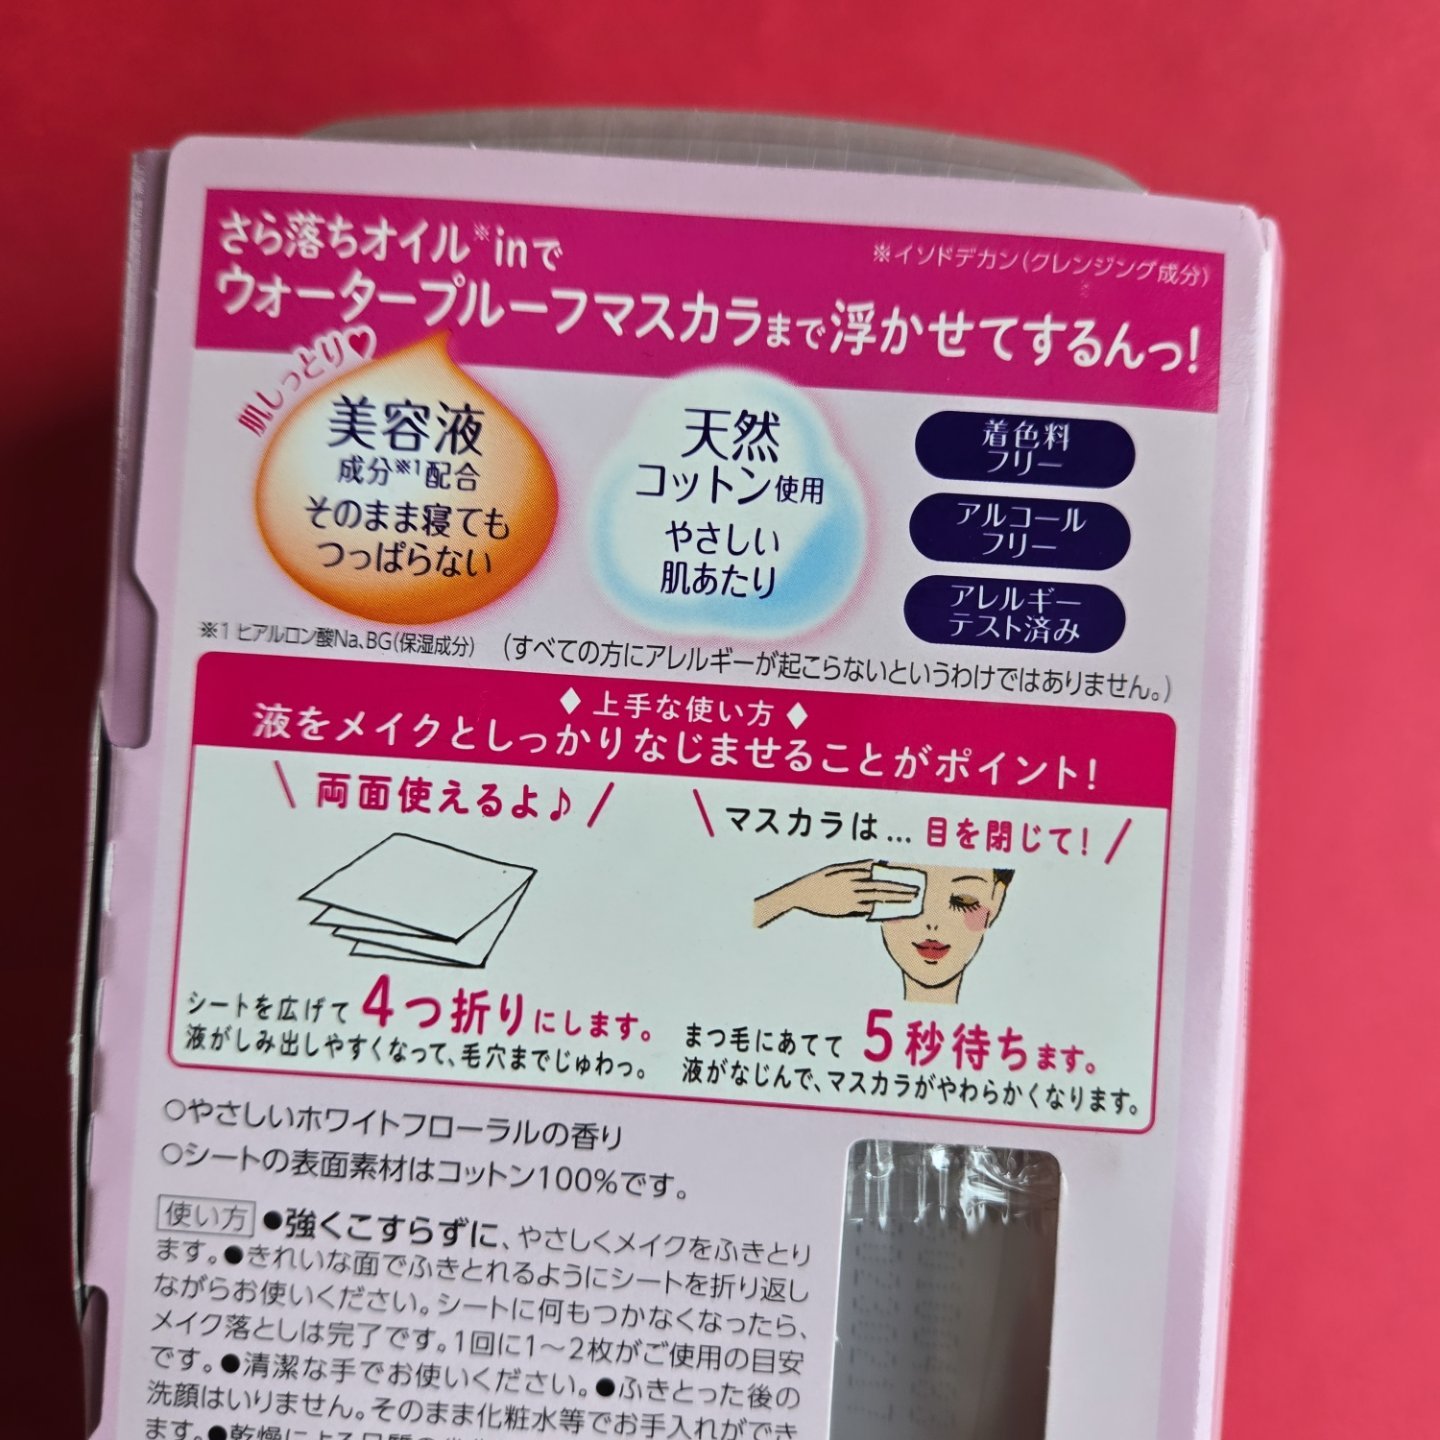 さら落ちオイル※inで
※イソドデカン(クレンジング成分)
ウォータープルーフマスカラまで浮かせてするんっ!
肌しっとり♥
美容液
成分※1配合
そのまま寝ても
つっぱらない
天然
コットン使用
やさしい
肌あたり
着色料
フリー
アルコール
フリー
アレルギー
テスト済み
※1 ヒアルロン酸Na、BG(保湿成分)
(すべての方にアレルギーが起こらないというわけではありません。)
◆上手な使い方◆
液をメイクとしっかりなじませることがポイント!
\両面使えるよ♪/
シートを広げて4つ折りにします。
液がしみ出しやすくなって、毛穴までじゅわっ。
\マスカラは…目を閉じて!/
まつ毛にあてて5秒待ちます。
液がなじんで、マスカラがやわらかくなります。
○やさしいホワイトフローラルの香り
○シートの表面素材はコットン100%です。
使い方 ●強くこすらずに、やさしくメイクをふきとり
ます。●きれいな面でふきとれるようにシートを折り返し
ながらお使いください。シートに何もつかなくなったら、
メイク落としは完了です。1回に1〜2枚がご使用の目安
です。●清潔な手でお使いください。●ふきとった後の
洗顔はいりません。そのまま化粧水等でお手入れができ
ます。●乾燥による品質の